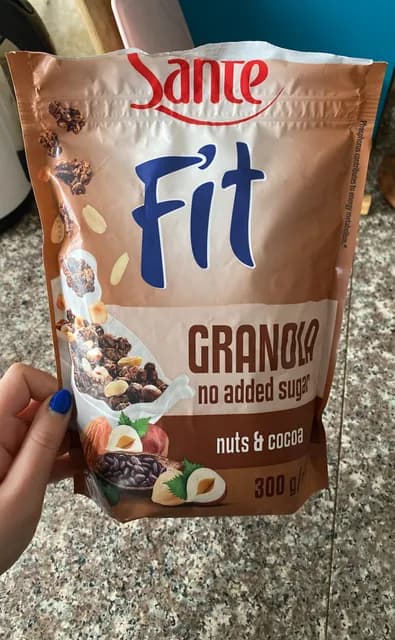 Sante
Fit
GRANOLA
no added sugar
nuts & cocoa
300 g